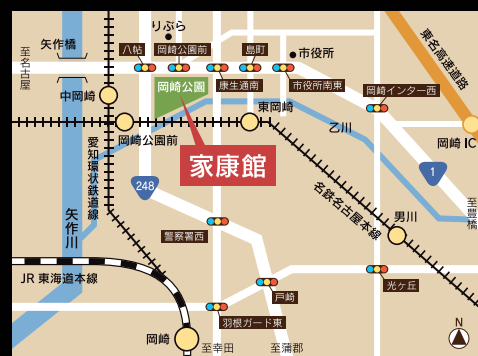 りぶら
八帖
岡崎公園前
島町
市役所
矢作橋
至名古屋
康生通南
市役所南東
岡崎インター西
東名高速道路
中岡崎
岡崎公園
東岡崎
岡崎公園前
乙川
岡崎IC
家康館
愛知環状鉄道線
248
1
矢作川
名鉄名古屋本線
男川
至豊橋
警察署西
JR東海道本線
戸崎
光ヶ丘
羽根ガード東
岡崎
至幸田
至蒲郡
N